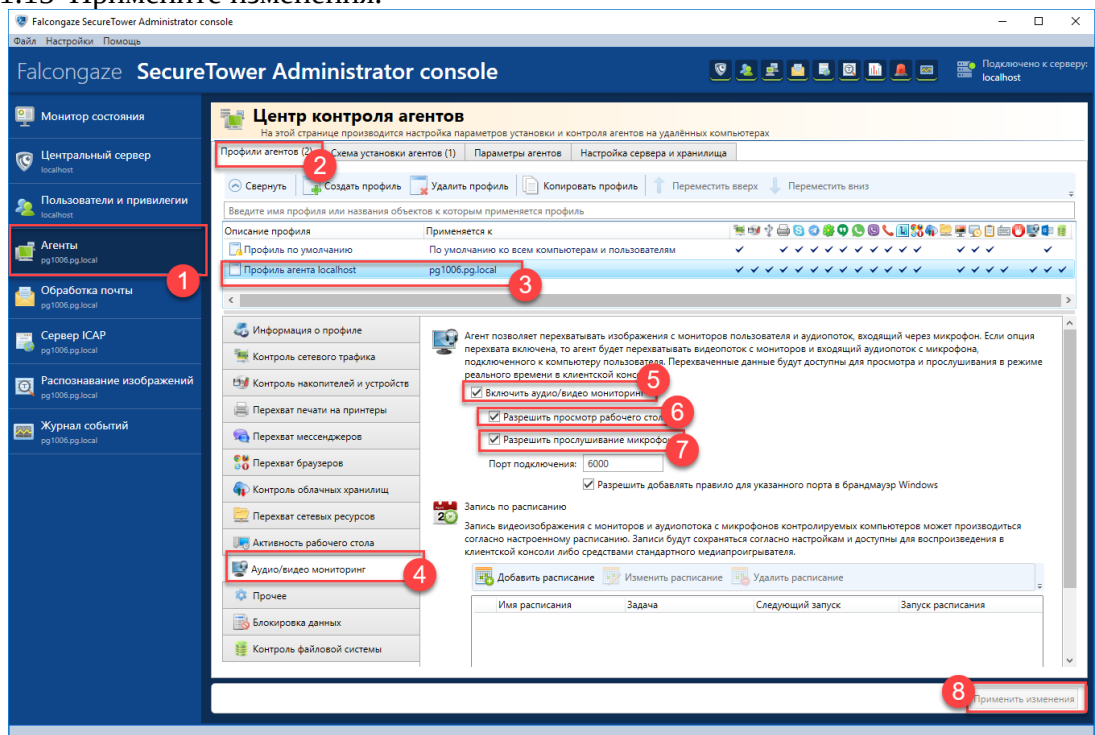 1.13 Примените изменения.
Falcongaze SecureTower Administrator console
Файл Настройки Помощь
Falcongaze SecureTower Administrator console
Подключено к серверу:
localhost
Монитор состояния
Центральный сервер
localhost
Пользователи и привилегии
localhost
Агенты
pg1006.pg.local
1
Обработка почты
pg1006.pg.local
Сервер ICAP
pg1006.pg.local
Распознавание изображений
pg1006.pg.local
Журнал событий
pg1006.pg.local
Центр контроля агентов
На этой странице производится настройка параметров установки и контроля агентов на удалённых компьютерах
Профили агентов (2) Схема установки агентов (1) Параметры агентов Настройка сервера и хранилища
2
Свернуть Создать профиль Удалить профиль Копировать профиль Переместить вверх Переместить вниз
Введите имя профиля или названия объектов к которым применяется профиль
Описание профиля Применяется к
Профиль по умолчанию По умолчанию ко всем компьютерам и пользователям
Профиль агента localhost pg1006.pg.local
3
Информация о профиле
Контроль сетевого трафика
Контроль накопителей и устройств
Перехват печати на принтеры
Перехват мессенджеров
Перехват браузеров
Контроль облачных хранилищ
Перехват сетевых ресурсов
Активность рабочего стола
Аудио/видео мониторинг
4
Прочее
Блокировка данных
Контроль файловой системы
Агент позволяет перехватывать изображения с мониторов пользователя и аудиопоток, входящий через микрофон. Если опция
перехвата включена, то агент будет перехватывать видеопоток с мониторов и входящий аудиопоток с микрофона,
подключенного к компьютеру пользователя. Перехваченные данные будут доступны для просмотра и прослушивания в режиме
реального времени в клиентской
5
Включить аудио/видео мониторинг
Разрешить просмотр рабочего
6
Разрешить прослушивание
7
Порт подключения: 6000
Разрешить добавлять правило для указанного порта в брандмауэр Windows
Запись по расписанию
Запись видеоизображения с мониторов и аудиопотока с микрофонов контролируемых компьютеров может производиться
согласно настроенному расписанию. Записи будут сохраняться согласно настройкам и доступны для воспроизведения в
клиентской консоли либо средствами стандартного медиапроигрывателя.
Добавить расписание Изменить расписание Удалить расписание
Имя расписания Задача Следующий запуск Запуск расписания
8
Применить изменения